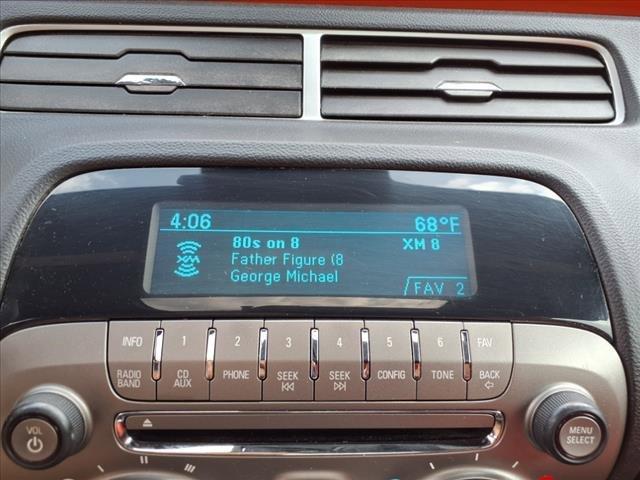 4:06 68°F
80s on 8 XM 8
XM Father Figure (8
George Michael
FAV 2
INFO 1 2 3 4 5 6 FAV
RADIO BAND CD AUX PHONE SEEK SEEK CONFIG TONE BACK
VOL
MENU
SELECT